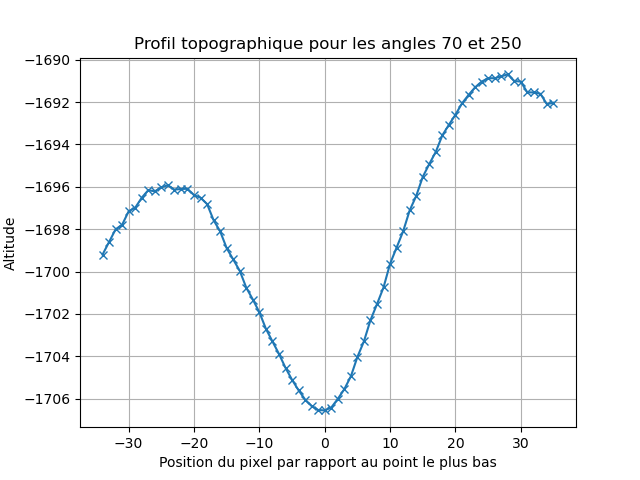 Profil topographique pour les angles 70 et 250
−1690
−1692
−1694
−1696
−1698
−1700
−1702
−1704
−1706
Altitude
−30 −20 −10 0 10 20 30
Position du pixel par rapport au point le plus bas